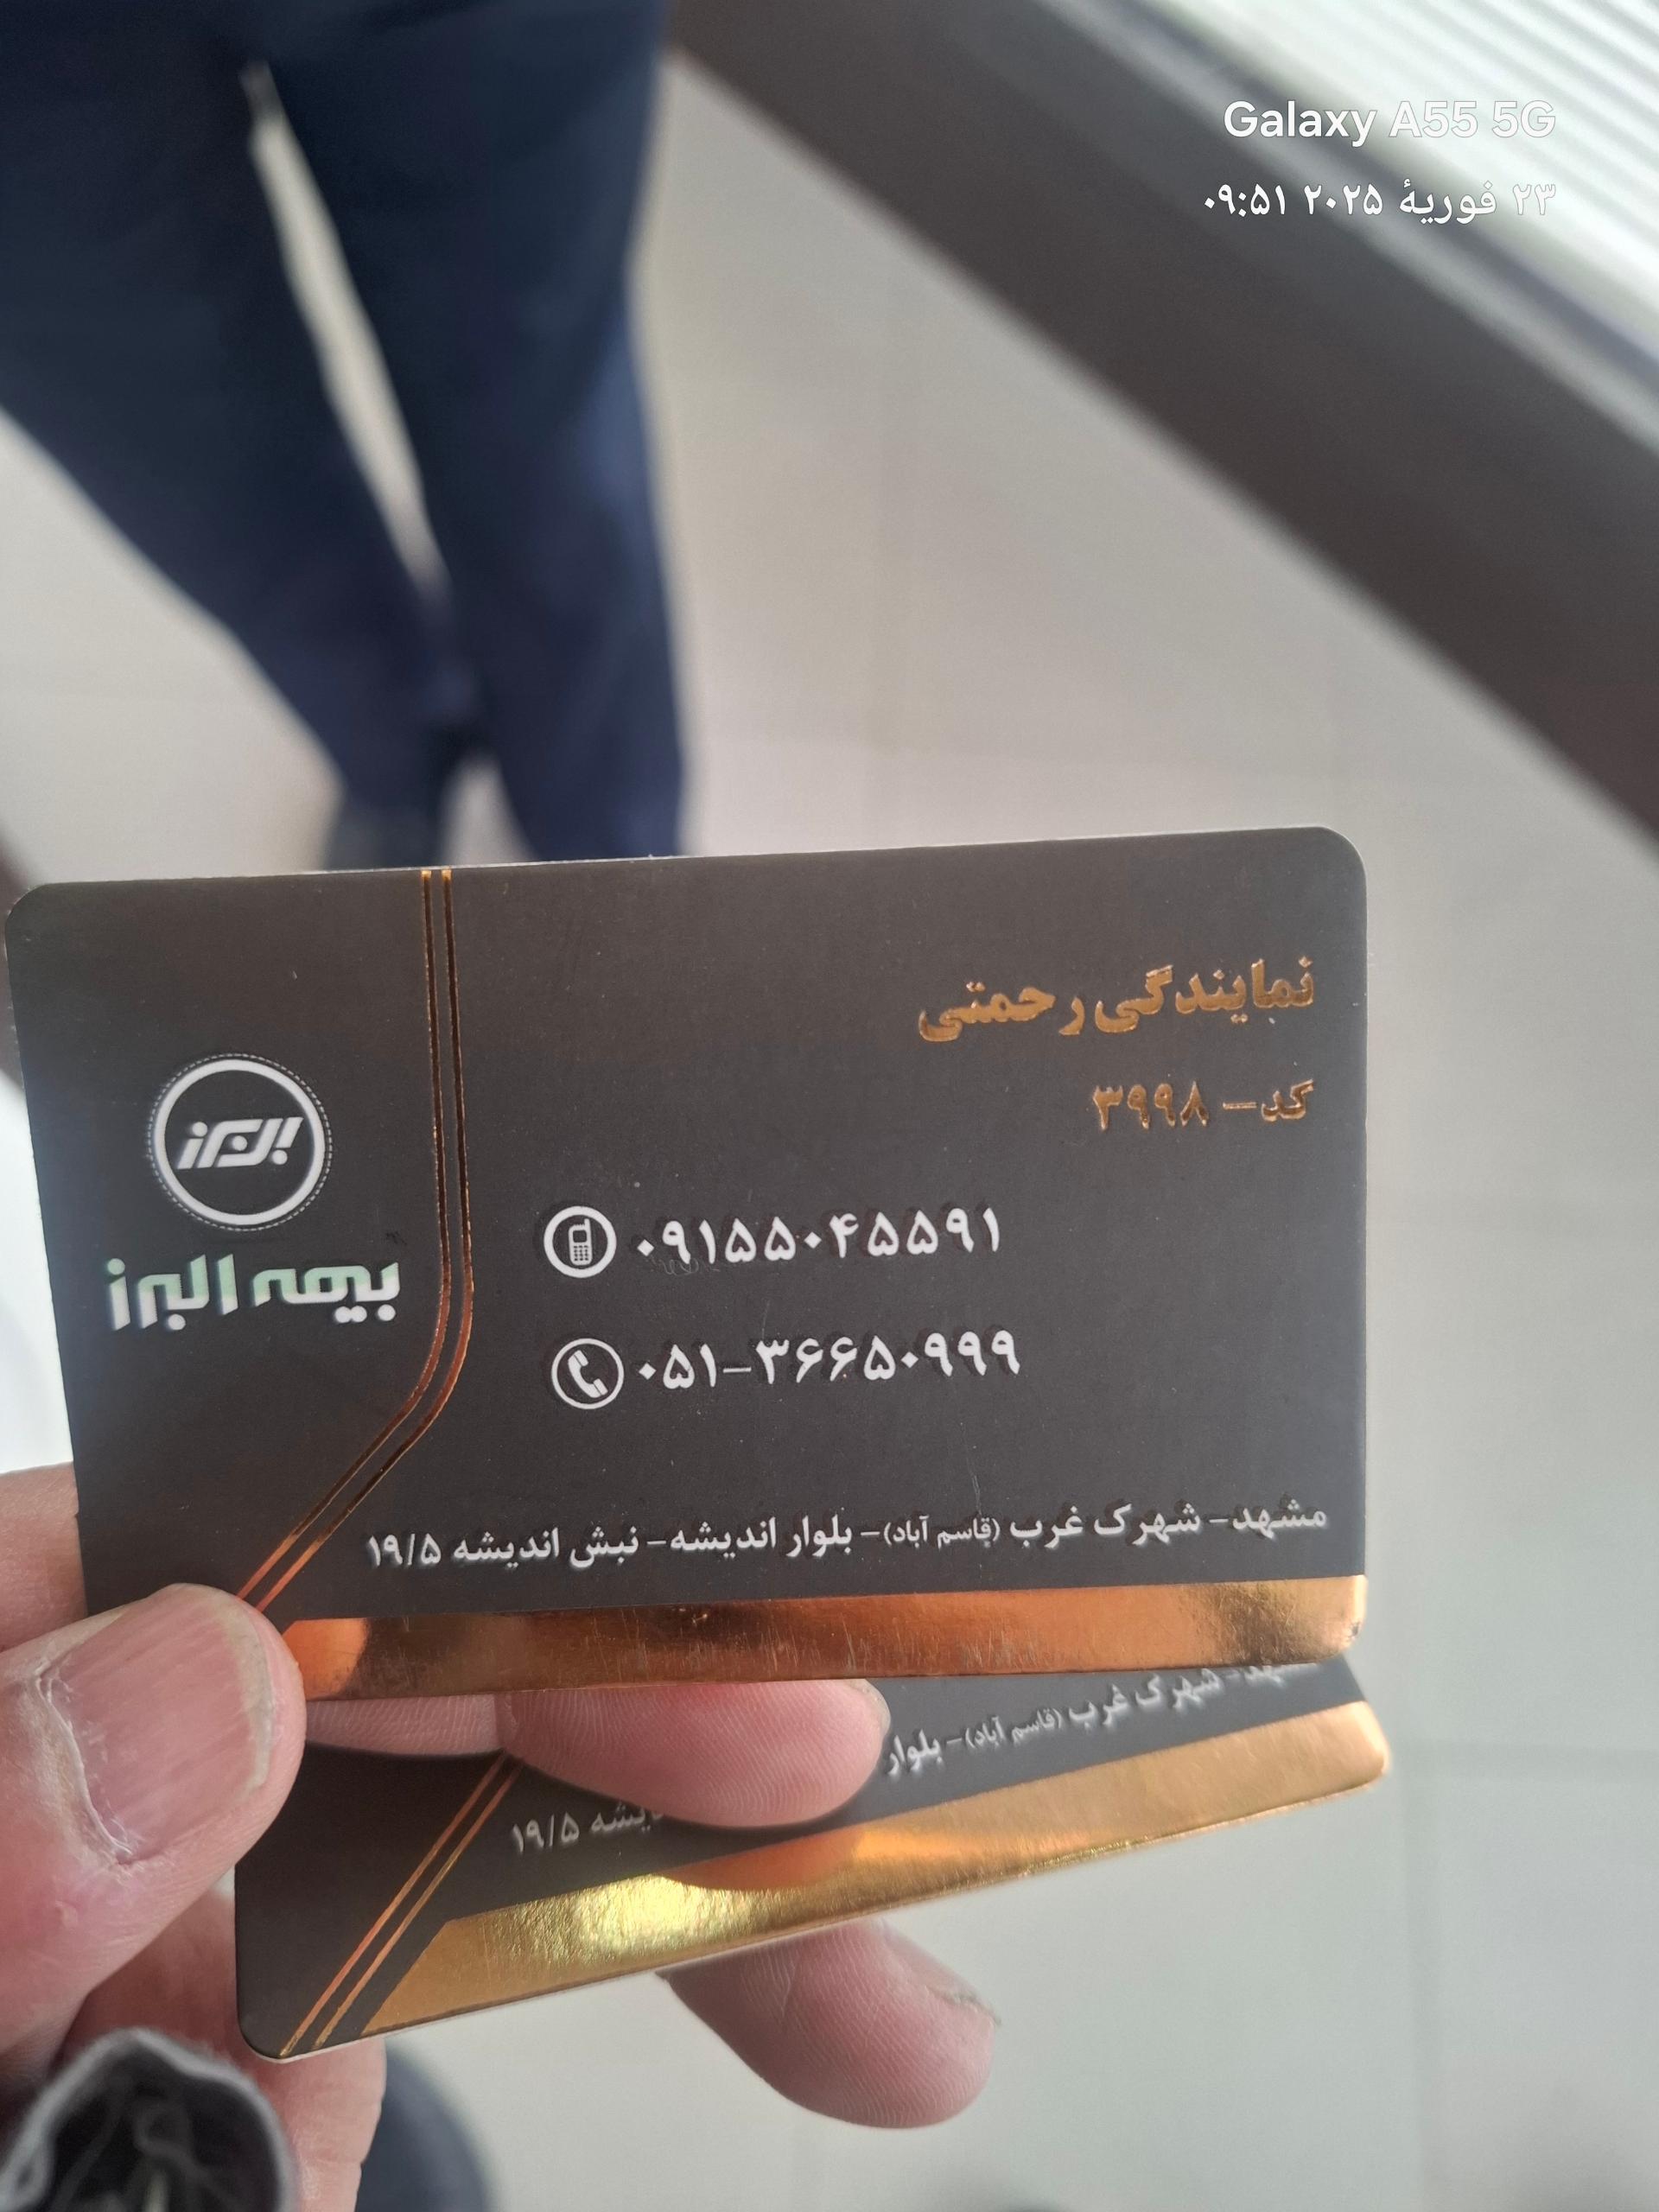 Galaxy A55 5G
۲۳ فوریهٔ ۲۰۲۵ ۰۹:۵۱
نمایندگی رحمتی
کد- ۳۹۹۸
البرز
بیمه البرز
۰۹۱۵۵۰۴۵۵۹۱
۰۵۱-۳۶۶۵۰۹۹۹
مشهد- شهرک غرب (قاسم آباد)- بلوار اندیشه- نبش اندیشه ۱۹/۵
مشهد- شهرک غرب (قاسم آباد)- بلوار
۱۹/۵